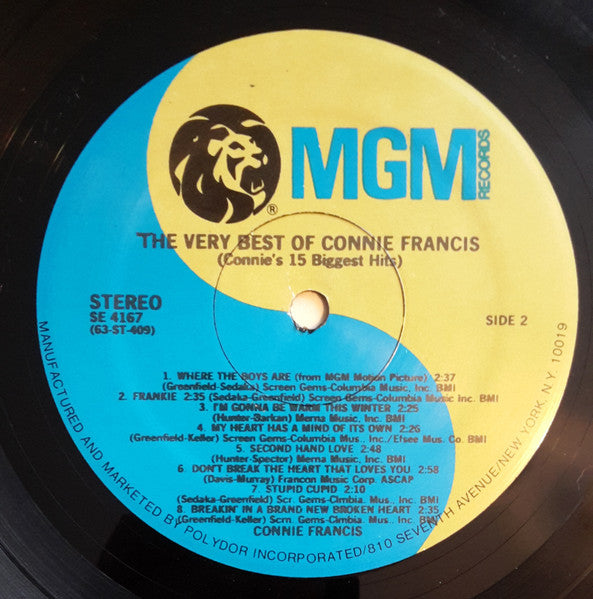 MGM
RECORDS
®
THE VERY BEST OF CONNIE FRANCIS
(Connie's 15 Biggest Hits)
STEREO
SE 4167
(63-ST-409)
SIDE 2
1. WHERE THE BOYS ARE (from MGM Motion Picture) 2:37
(Greenfield-Sedaka) Screen Gems-Columbia Music, Inc. BMI
2. FRANKIE 2:35 (Sedaka-Greenfield) Screen Gems-Columbia Music Inc BMI
3. I'M GONNA BE WARM THIS WINTER 2:25
(Hunter-Barkan) Merna Music, Inc. BMI
4. MY HEART HAS A MIND OF ITS OWN 2:26
(Greenfield-Keller) Screen Gems-Columbia Mus., Inc./Efsee Mus. Co. BMI
5. SECOND HAND LOVE 2:48
(Hunter-Spector) Merna Music, Inc. BMI
6. DON'T BREAK THE HEART THAT LOVES YOU 2:58
(Davis-Murray) Francon Music Corp. ASCAP
7. STUPID CUPID 2:10
(Sedaka-Greenfield) Scr. Gems-Clmbia. Mus., Inc. BMI
8. BREAKIN' IN A BRAND NEW BROKEN HEART 2:35
(Greenfield-Keller) Scrn. Gems-Clmbia. Mus., Inc. BMI
CONNIE FRANCIS
MANUFACTURED AND MARKETED BY POLYDOR INCORPORATED/810 SEVENTH AVENUE/NEW YORK, N.Y. 10019